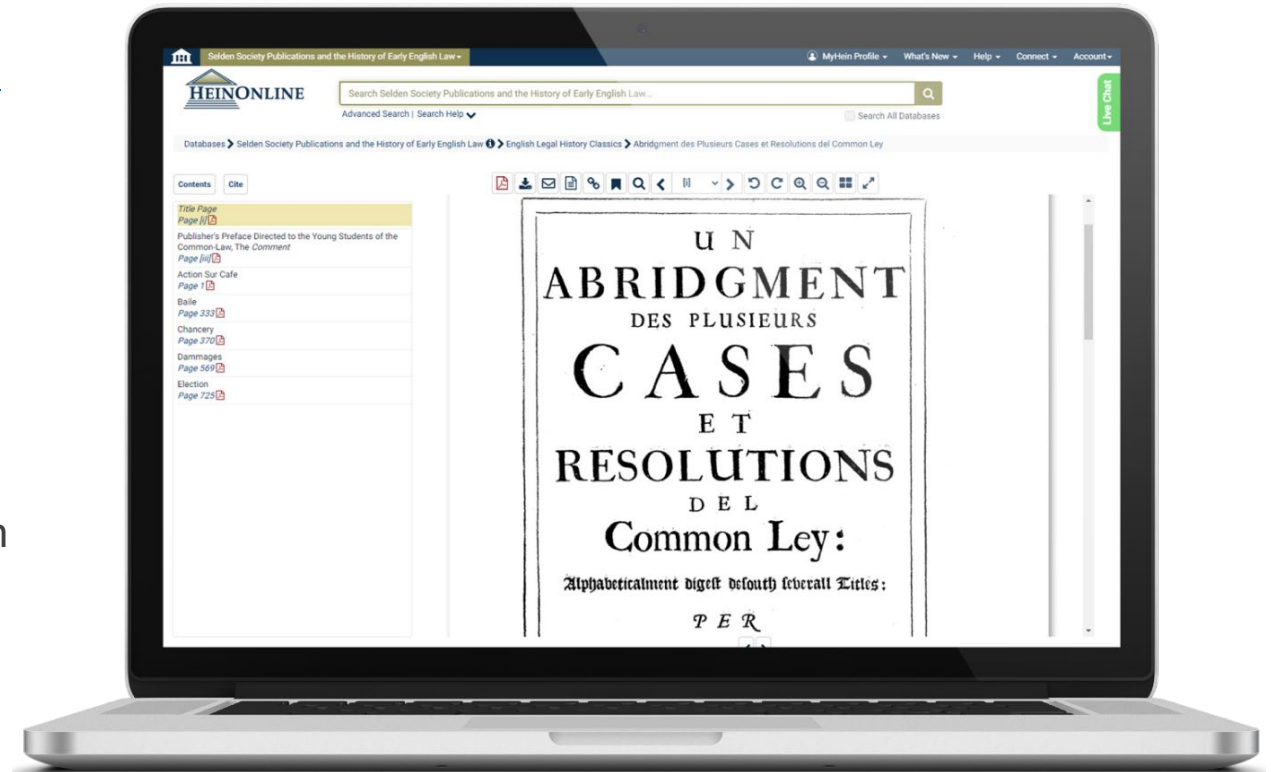 Selden Society Publications and the History of Early English Law
MyHein Profile What's New Help Connect Account
HEINONLINE
Search Selden Society Publications and the History of Early English Law...
Advanced Search | Search Help
Search All Databases
Live Chat
Databases > Selden Society Publications and the History of Early English Law > English Legal History Classics > Abridgment des Plusieurs Cases et Resolutions del Common Ley
Contents Cite
[i]
Title Page
Page [i]
Publisher's Preface Directed to the Young Students of the
Common-Law, The Comment
Page [iii]
Action Sur Cafe
Page 1
Baile
Page 333
Chancery
Page 370
Dammages
Page 569
Election
Page 725
UN
ABRIDGMENT
DES PLUSIEURS
CASES
ET
RESOLUTIONS
DEL
Common Ley:
Alphabeticalment digeſt deſouth ſeverall Titles;
PER